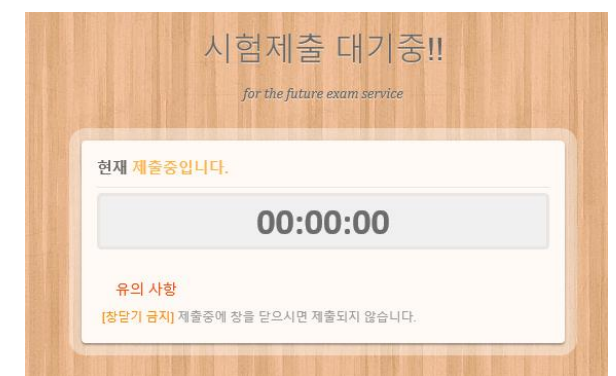 시험제출 대기중!!
for the future exam service
현재 제출중입니다.
00:00:00
유의 사항
[창닫기 금지] 제출중에 창을 닫으시면 제출되지 않습니다.